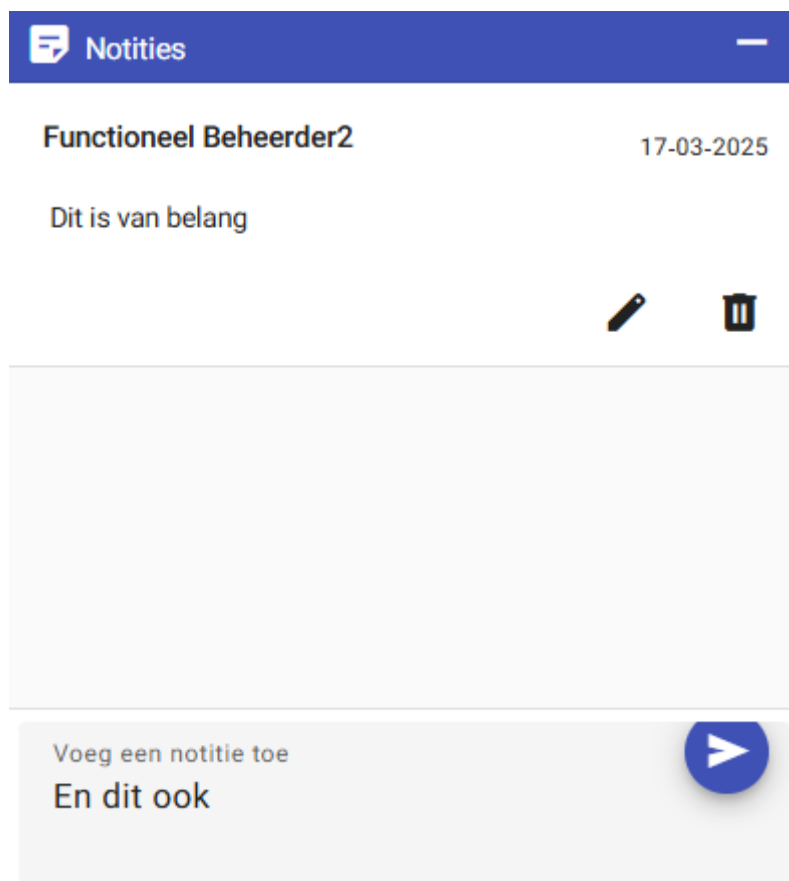 Notities
Functioneel Beheerder2
17-03-2025
Dit is van belang
Voeg een notitie toe
En dit ook